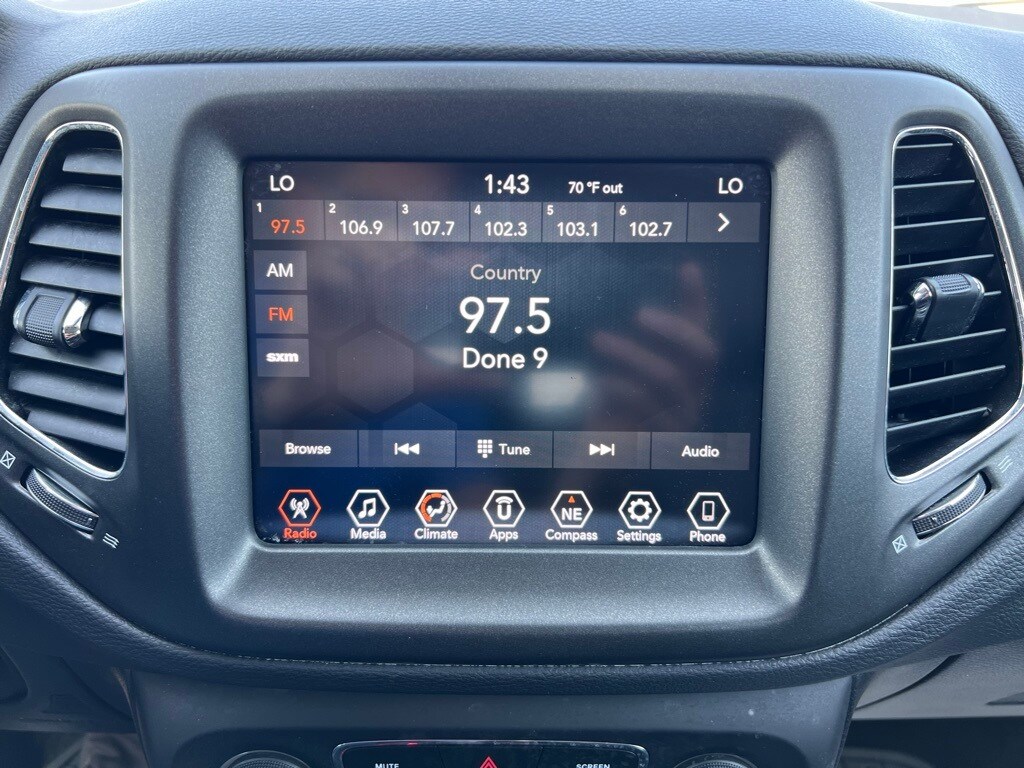 LO 1:43 70 °F out LO
1 97.5 2 106.9 3 107.7 4 102.3 5 103.1 6 102.7
AM
FM
sxm
Country
97.5
Done 9
Browse Tune Audio
NE
Radio Media Climate Apps Compass Settings Phone
MUTE SCREEN